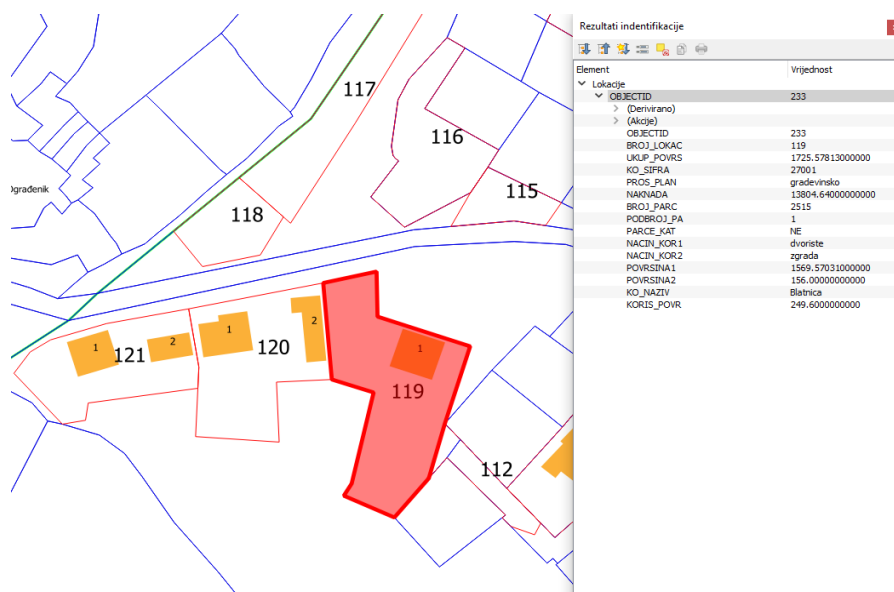 117
116
115
118
Ograđenik
121
1
2
120
1
2
119
1
112
Rezultati indentifikacije
Element Vrijednost
Lokacije
OBJECTID 233
(Derivirano)
(Akcije)
OBJECTID 233
BROJ_LOKAC 119
UKUP_POVRS 1725.57813000000
KO_SIFRA 27001
PROS_PLAN građevinsko
NAKNADA 13804.64000000000
BROJ_PARC 2515
PODBROJ_PA 1
PARCE_KAT NE
NACIN_KOR1 dvoriste
NACIN_KOR2 zgrada
POVRSINA1 1569.57031000000
POVRSINA2 156.00000000000
KO_NAZIV Blatnica
KORIS_POVR 249.6000000000